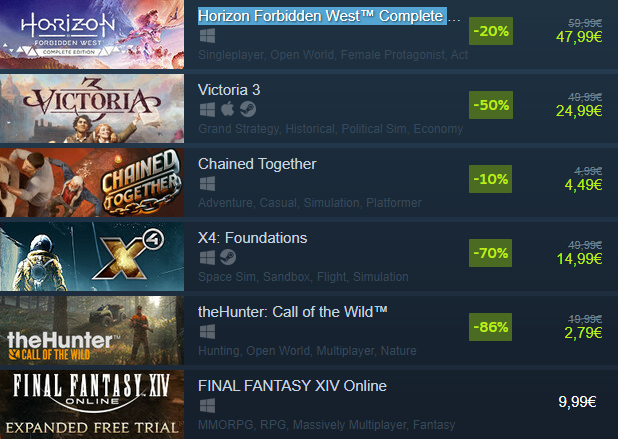 HORIZON
FORBIDDEN WEST™
COMPLETE EDITION
Horizon Forbidden West™ Complete ...
-20%
59,99€
47,99€
Singleplayer, Open World, Female Protagonist, Act
VICTORIA
3
Victoria 3
-50%
49,99€
24,99€
Grand Strategy, Historical, Political Sim, Economy
CHAINED
TOGETHER
Chained Together
-10%
4,99€
4,49€
Adventure, Casual, Simulation, Platformer
X4
X4: Foundations
-70%
49,99€
14,99€
Space Sim, Sandbox, Flight, Simulation
theHunter™
CALL OF THE WILD™
theHunter: Call of the Wild™
-86%
19,99€
2,79€
Hunting, Open World, Multiplayer, Nature
FINAL FANTASY XIV
ONLINE
EXPANDED FREE TRIAL
FINAL FANTASY XIV Online
9,99€
MMORPG, RPG, Massively Multiplayer, Fantasy